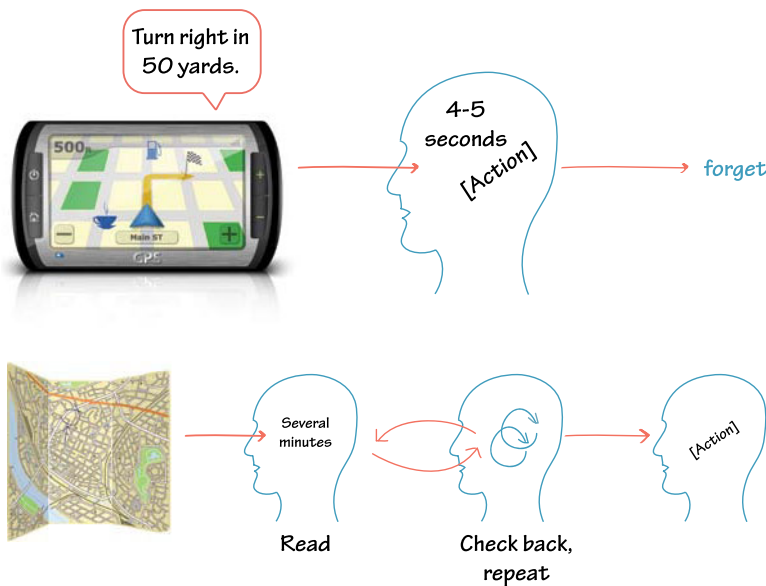 Turn right in
50 yards.
500
4-5
seconds
[Action]
forget
Main ST
GPS
Several
minutes
[Action]
Read
Check back,
repeat